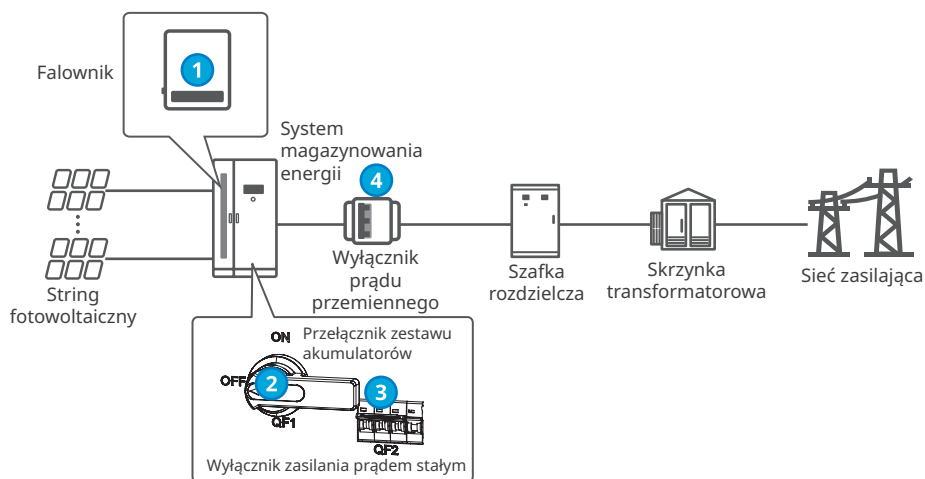 Falownik
1
System
magazynowania
energii
4
Wyłącznik
prądu
przemiennego
Szafka
rozdzielcza
Skrzynka
transformatorowa
Sieć zasilająca
String
fotowoltaiczny
ON
Przełącznik zestawu
akumulatorów
OFF
2
3
QF1
QF2
Wyłącznik zasilania prądem stałym